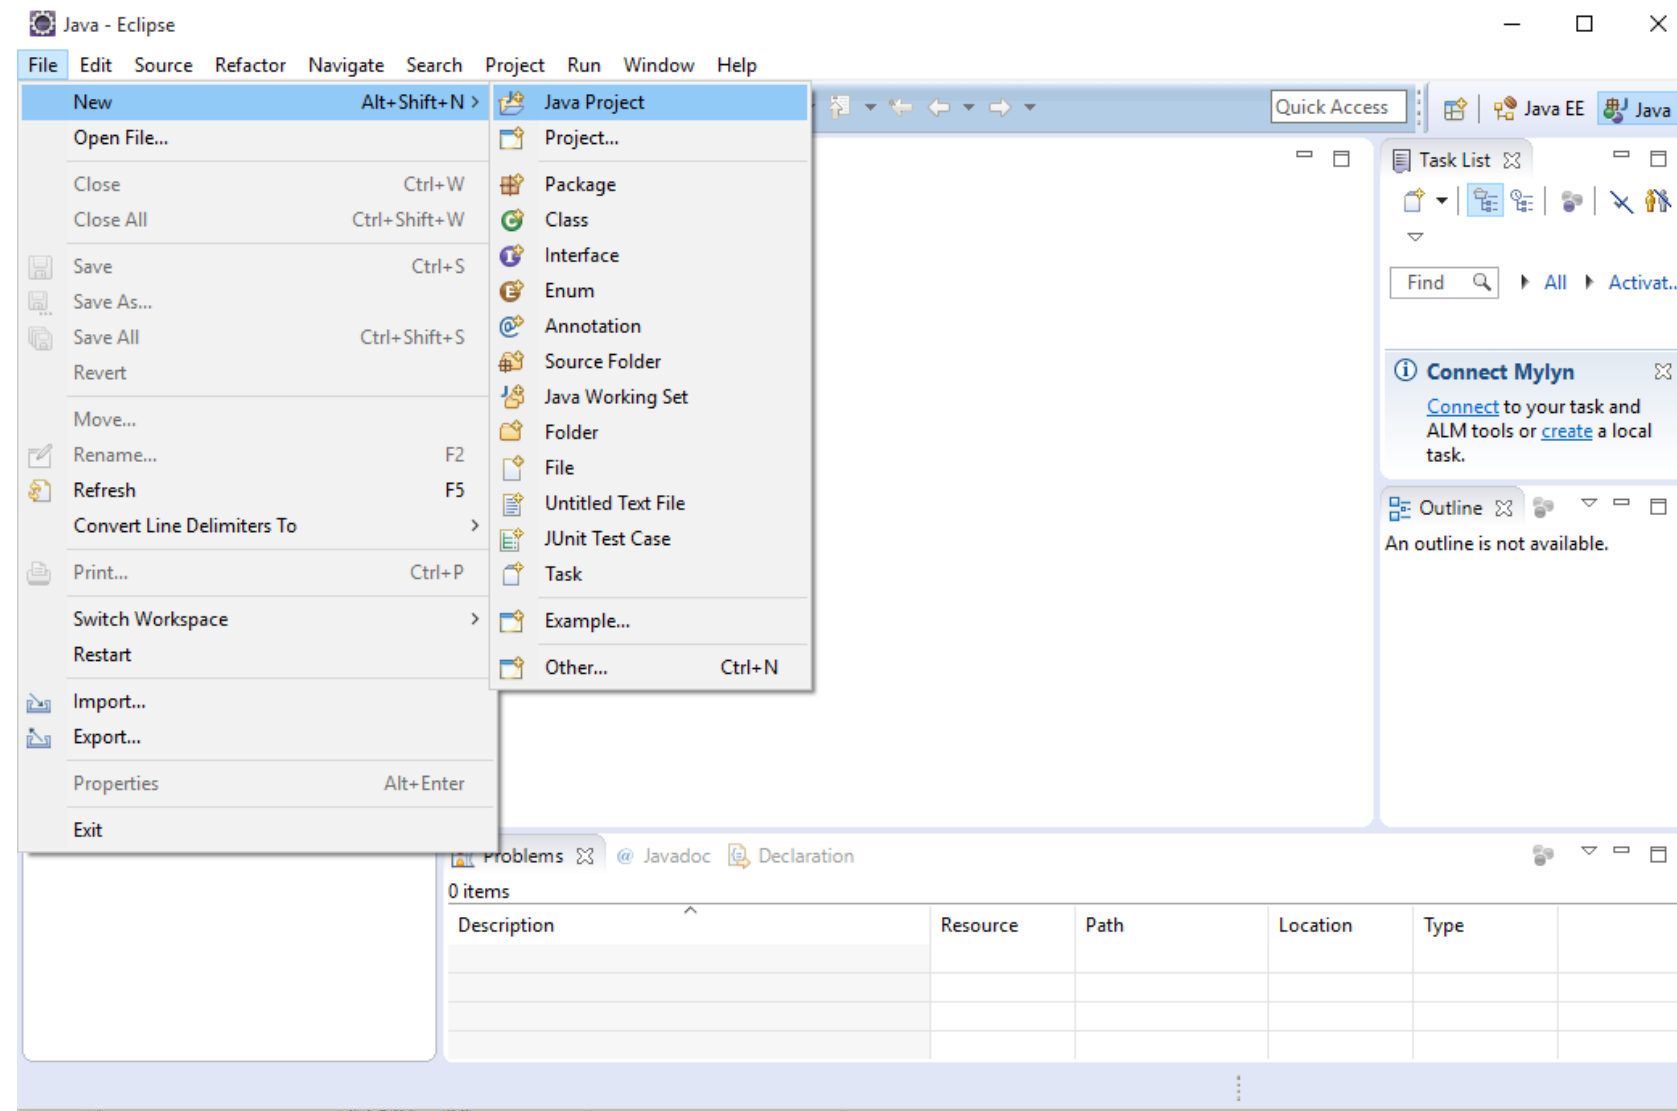 Java - Eclipse
File Edit Source Refactor Navigate Search Project Run Window Help
New Alt+Shift+N
Open File...
Close Ctrl+W
Close All Ctrl+Shift+W
Save Ctrl+S
Save As...
Save All Ctrl+Shift+S
Revert
Move...
Rename... F2
Refresh F5
Convert Line Delimiters To
Print... Ctrl+P
Switch Workspace
Restart
Import...
Export...
Properties Alt+Enter
Exit
Java Project
Project...
Package
Class
Interface
Enum
Annotation
Source Folder
Java Working Set
Folder
File
Untitled Text File
JUnit Test Case
Task
Example...
Other... Ctrl+N
Quick Access
Java EE
Java
Task List
Find All Activat...
Connect Mylyn
Connect to your task and
ALM tools or create a local
task.
Outline
An outline is not available.
Problems @ Javadoc Declaration
0 items
Description Resource Path Location Type